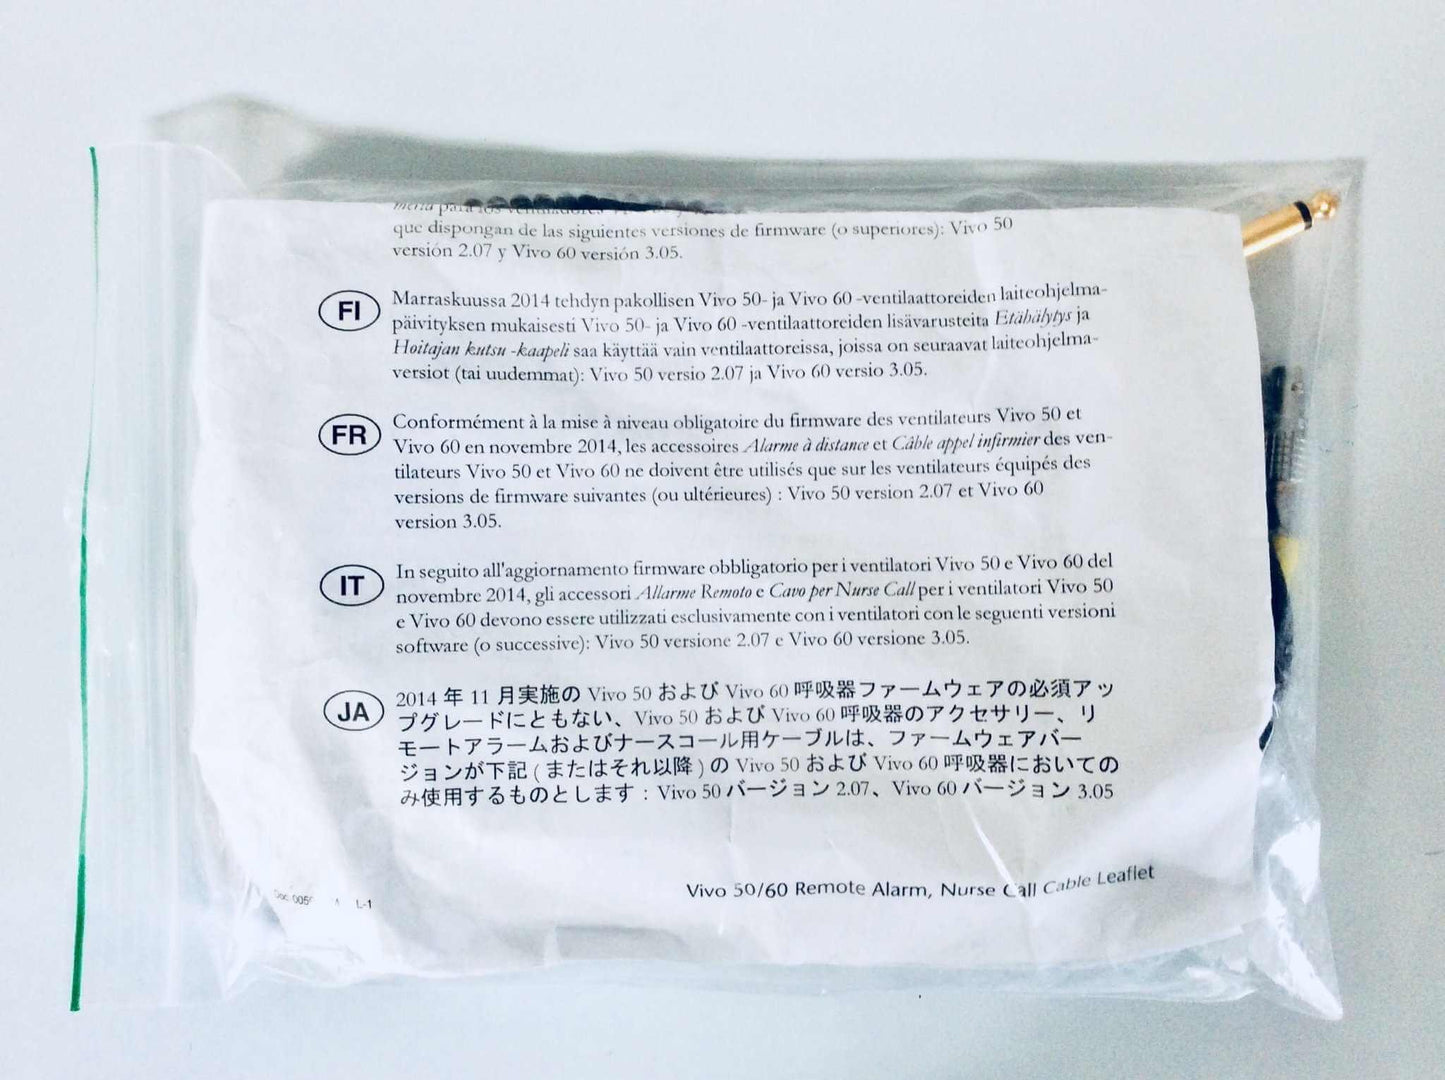 para los ventiladores
que dispongan de las siguientes versiones de firmware (o superiores): Vivo 50
versión 2.07 y Vivo 60 versión 3.05.
FI
Marraskuussa 2014 tehdyn pakollisen Vivo 50- ja Vivo 60 -ventilaattoreiden laiteohjelma-
päivityksen mukaisesti Vivo 50- ja Vivo 60 -ventilaattoreiden lisävarusteita Etähälytys ja
Hoitajan kutsu -kaapeli saa käyttää vain ventilaattoreissa, joissa on seuraavat laiteohjelma-
versiot (tai uudemmat): Vivo 50 versio 2.07 ja Vivo 60 versio 3.05.
FR
Conformément à la mise à niveau obligatoire du firmware des ventilateurs Vivo 50 et
Vivo 60 en novembre 2014, les accessoires Alarme à distance et Câble appel infirmier des ven-
tilateurs Vivo 50 et Vivo 60 ne doivent être utilisés que sur les ventilateurs équipés des
versions de firmware suivantes (ou ultérieures) : Vivo 50 version 2.07 et Vivo 60
version 3.05.
IT
In seguito all'aggiornamento firmware obbligatorio per i ventilatori Vivo 50 e Vivo 60 del
novembre 2014, gli accessori Allarme Remoto e Cavo per Nurse Call per i ventilatori Vivo 50
e Vivo 60 devono essere utilizzati esclusivamente con i ventilatori con le seguenti versioni
software (o successive): Vivo 50 versione 2.07 e Vivo 60 versione 3.05.
JA
2014 年 11 月実施の Vivo 50 および Vivo 60 呼吸器ファームウェアの必須アッ
プグレードにともない、Vivo 50 および Vivo 60 呼吸器のアクセサリー、リ
モートアラームおよびナースコール用ケーブルは、ファームウェアバー
ジョンが下記 ( またはそれ以降 ) の Vivo 50 および Vivo 60 呼吸器においての
み使用するものとします : Vivo 50 バージョン 2.07、Vivo 60 バージョン 3.05
Vivo 50/60 Remote Alarm, Nurse Call Cable Leaflet
Doc. L-1